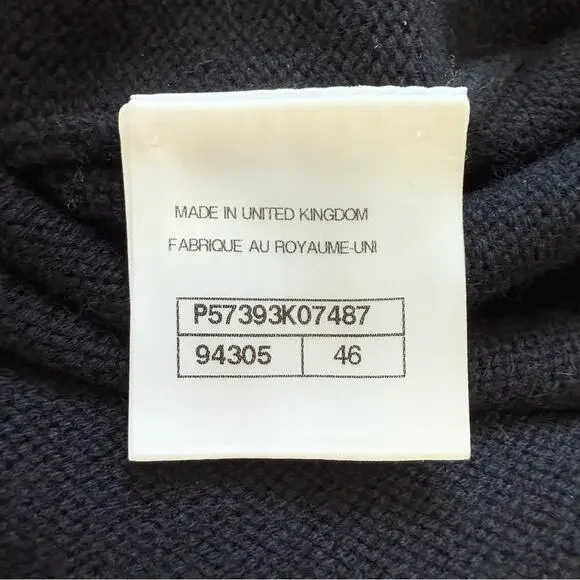 MADE IN UNITED KINGDOM
FABRIQUE AU ROYAUME-UNI
P57393K07487
94305 46